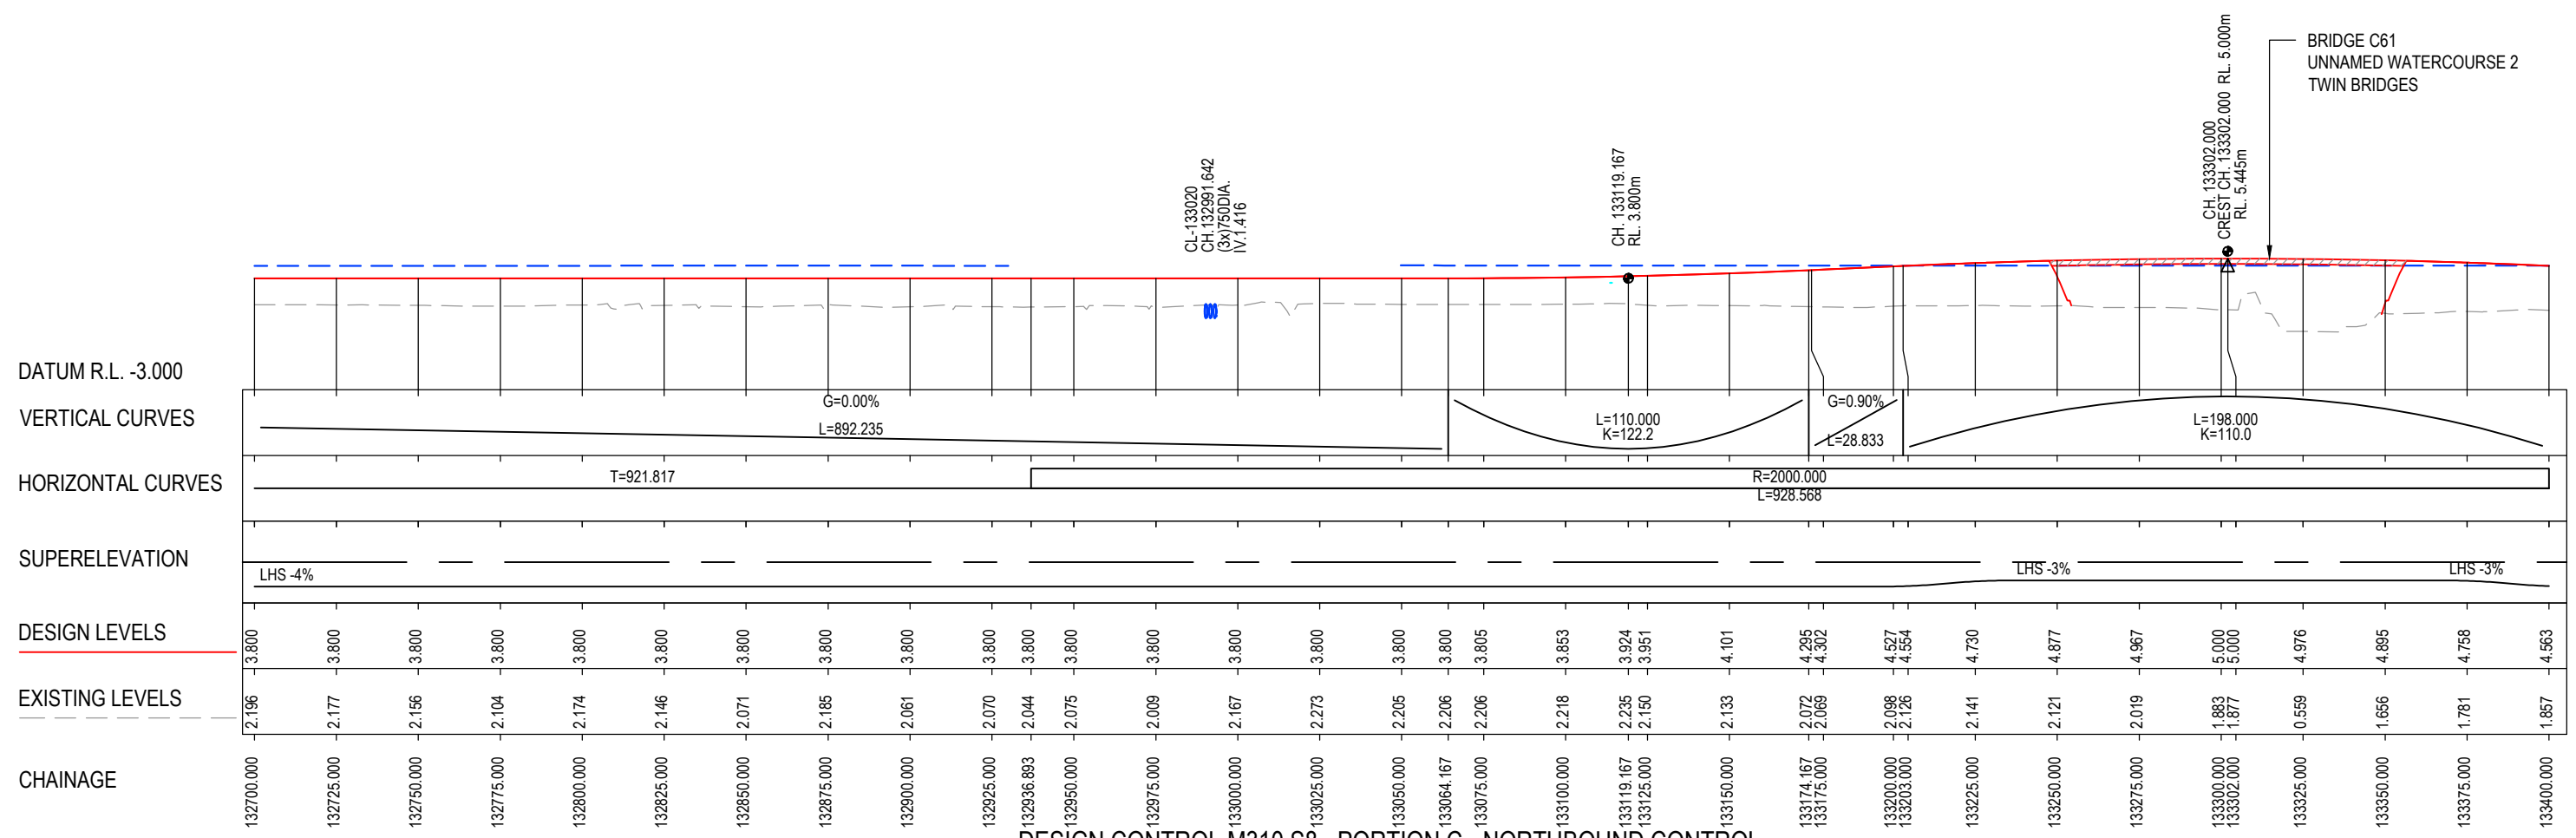 BRIDGE C61
UNNAMED WATERCOURSE 2
TWIN BRIDGES
CL-133020
CH.132991.642
(3x)750DIA.
IV.1.416
CH. 133119.167
RL. 3.800m
CH. 133302.000
CREST CH. 133302.000 RL. 5.000m
RL. 5.445m
DATUM R.L. -3.000
VERTICAL CURVES
G=0.00%
L=892.235
L=110.000
K=122.2
G=0.90%
L=28.833
L=198.000
K=110.0
HORIZONTAL CURVES
T=921.817
R=2000.000
L=928.568
SUPERELEVATION
LHS -4%
LHS -3%
LHS -3%
DESIGN LEVELS
3.800 3.800 3.800 3.800 3.800 3.800 3.800 3.800 3.800 3.800 3.800 3.800 3.800 3.800 3.800 3.800 3.800 3.805 3.853 3.924 3.951 4.101 4.295 4.302 4.527 4.554 4.730 4.877 4.967 5.000 5.000 4.976 4.895 4.758 4.563
EXISTING LEVELS
2.196 2.177 2.156 2.104 2.174 2.146 2.071 2.185 2.061 2.070 2.044 2.075 2.009 2.167 2.273 2.205 2.206 2.206 2.218 2.235 2.150 2.133 2.072 2.069 2.098 2.126 2.141 2.121 2.019 1.883 1.877 0.559 1.656 1.781 1.857
CHAINAGE
132700.000 132725.000 132750.000 132775.000 132800.000 132825.000 132850.000 132875.000 132900.000 132925.000 132936.893 132950.000 132975.000 133000.000 133025.000 133050.000 133064.167 133075.000 133100.000 133119.167 133125.000 133150.000 133174.167 133175.000 133200.000 133203.000 133225.000 133250.000 133275.000 133300.000 133302.000 133325.000 133350.000 133375.000 133400.000
DESIGN CONTROL M310 S8 - PORTION C - NORTHBOUND CONTROL